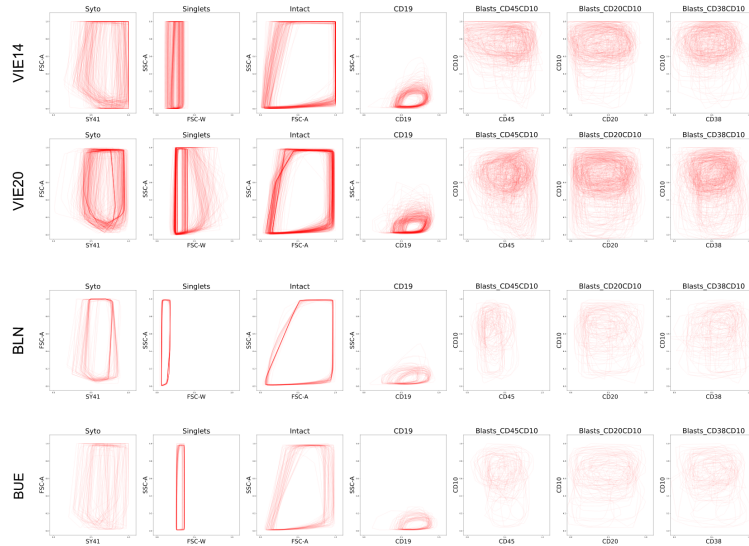 Syto Singlets Intact CD19 Blasts_CD45CD10 Blasts_CD20CD10 Blasts_CD38CD10
VIE14 FSC-A SSC-A SSC-A SSC-A CD10 CD10 CD10
SY41 FSC-W FSC-A CD19 CD45 CD20 CD38
Syto Singlets Intact CD19 Blasts_CD45CD10 Blasts_CD20CD10 Blasts_CD38CD10
VIE20 FSC-A SSC-A SSC-A SSC-A CD10 CD10 CD10
SY41 FSC-W FSC-A CD19 CD45 CD20 CD38
Syto Singlets Intact CD19 Blasts_CD45CD10 Blasts_CD20CD10 Blasts_CD38CD10
BLN FSC-A SSC-A SSC-A SSC-A CD10 CD10 CD10
SY41 FSC-W FSC-A CD19 CD45 CD20 CD38
Syto Singlets Intact CD19 Blasts_CD45CD10 Blasts_CD20CD10 Blasts_CD38CD10
BUE FSC-A SSC-A SSC-A SSC-A CD10 CD10 CD10
SY41 FSC-W FSC-A CD19 CD45 CD20 CD38